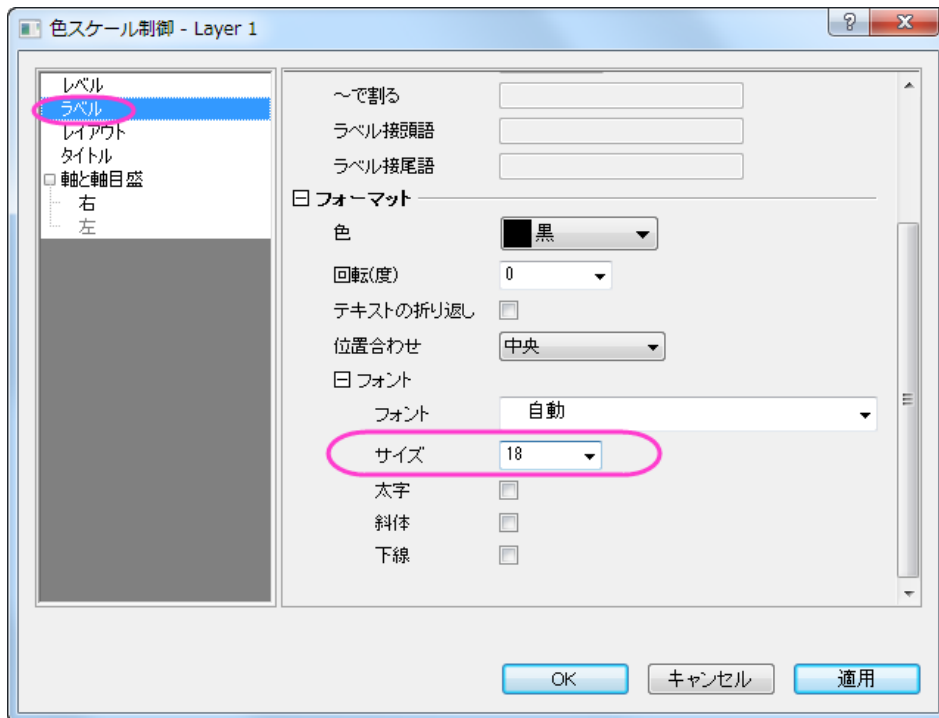 色スケール制御 - Layer 1
?
レベル
ラベル
レイアウト
タイトル
軸と軸目盛
右
左
～で割る
ラベル接頭語
ラベル接尾語
フォーマット
色 黒
回転(度) 0
テキストの折り返し
位置合わせ 中央
フォント
フォント 自動
サイズ 18
太字
斜体
下線
OK キャンセル 適用